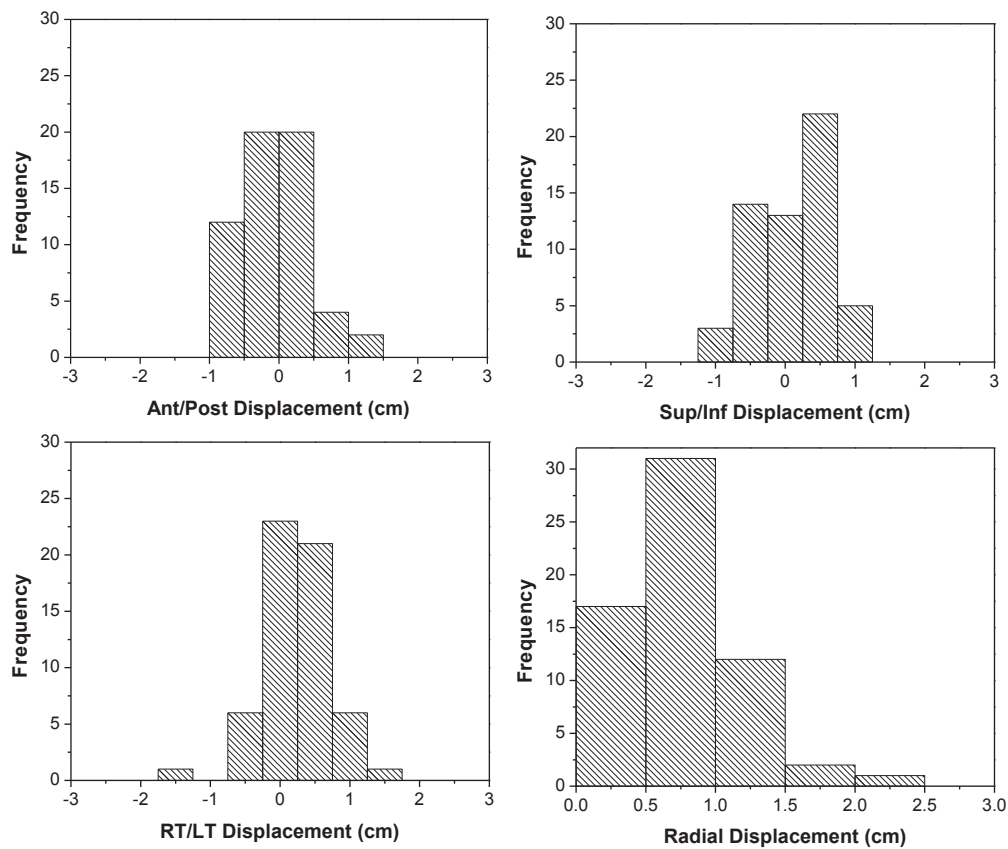 30
25
20
15
10
5
0
-3 -2 -1 0 1 2 3
Frequency
Ant/Post Displacement (cm)
30
25
20
15
10
5
0
-3 -2 -1 0 1 2 3
Frequency
Sup/Inf Displacement (cm)
30
25
20
15
10
5
0
-3 -2 -1 0 1 2 3
Frequency
RT/LT Displacement (cm)
30
25
20
15
10
5
0
0.0 0.5 1.0 1.5 2.0 2.5 3.0
Frequency
Radial Displacement (cm)